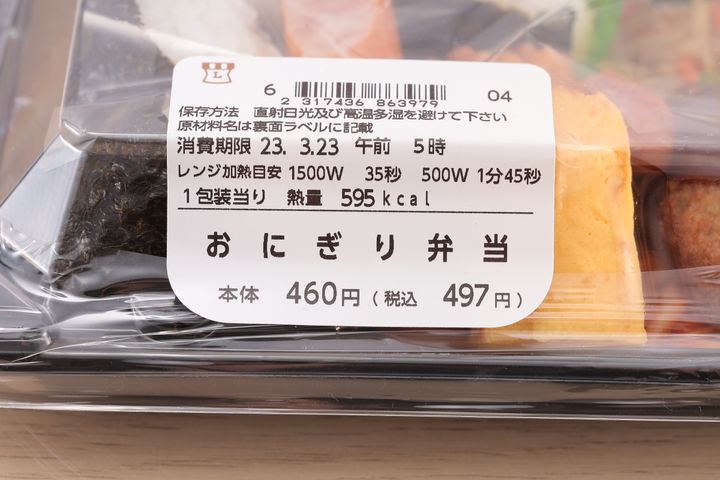 L
6 04
2 317436 863979
保存方法 直射日光及び高温多湿を避けて下さい
原材料名は裏面ラベルに記載
消費期限 23. 3.23 午前 5時
レンジ加熱目安 1500W 35秒 500W 1分45秒
1包装当り 熱量 595kcal
おにぎり弁当
本体 460円(税込 497円)